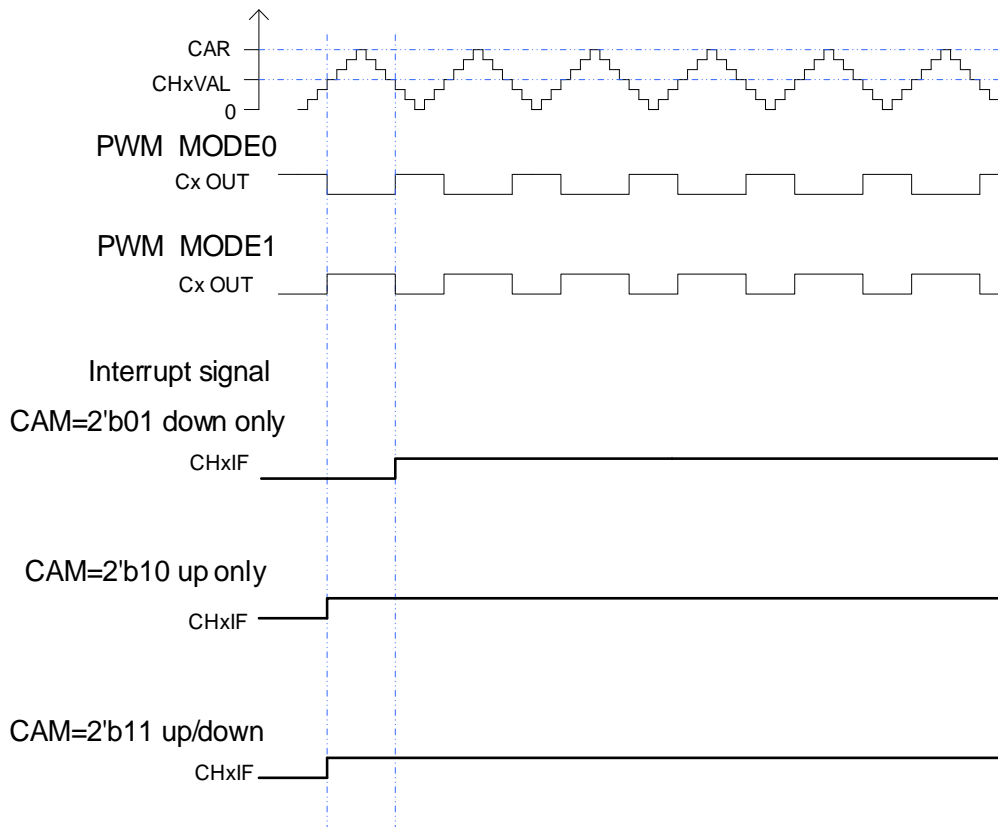 CAR
CHxVAL
0
PWM MODE0
Cx OUT
PWM MODE1
Cx OUT
Interrupt signal
CAM=2'b01 down only
CHxIF
CAM=2'b10 up only
CHxIF
CAM=2'b11 up/down
CHxIF